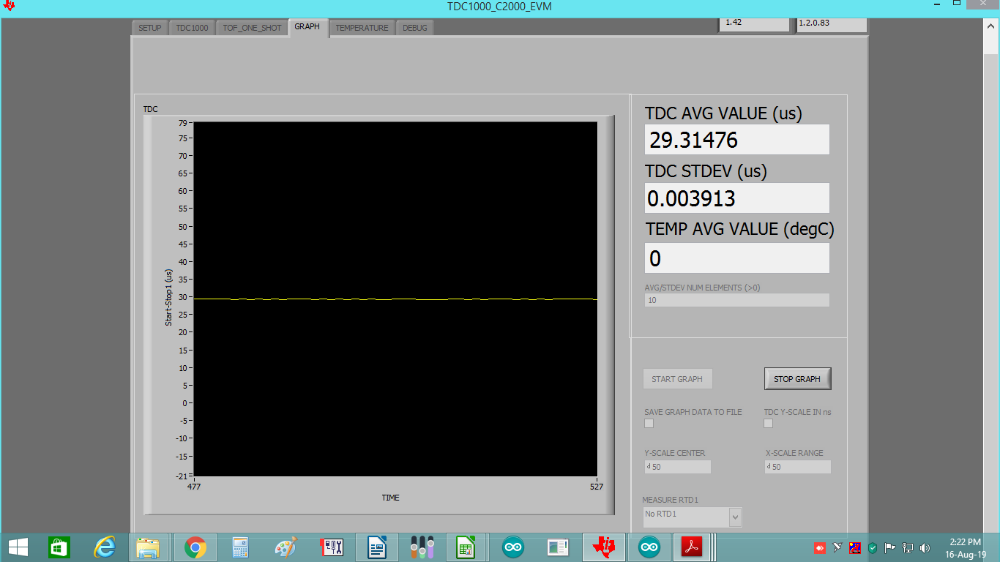 TDC1000_C2000_EVM
SETUP TDC1000 TOF_ONE_SHOT GRAPH TEMPERATURE DEBUG 1.42 1.2.0.83
TDC
79
75
70
65
60
55
50
45
40
35
30
25
20
15
10
5
0
-5
-10
-15
-21
Start-Stop1 (us)
477 527
TIME
TDC AVG VALUE (us)
29.31476
TDC STDEV (us)
0.003913
TEMP AVG VALUE (degC)
0
AVG/STDEV NUM ELEMENTS (>0)
10
START GRAPH STOP GRAPH
SAVE GRAPH DATA TO FILE TDC Y-SCALE IN ns
Y-SCALE CENTER X-SCALE RANGE
d 50 d 50
MEASURE RTD1
No RTD1
2:22 PM
16-Aug-19